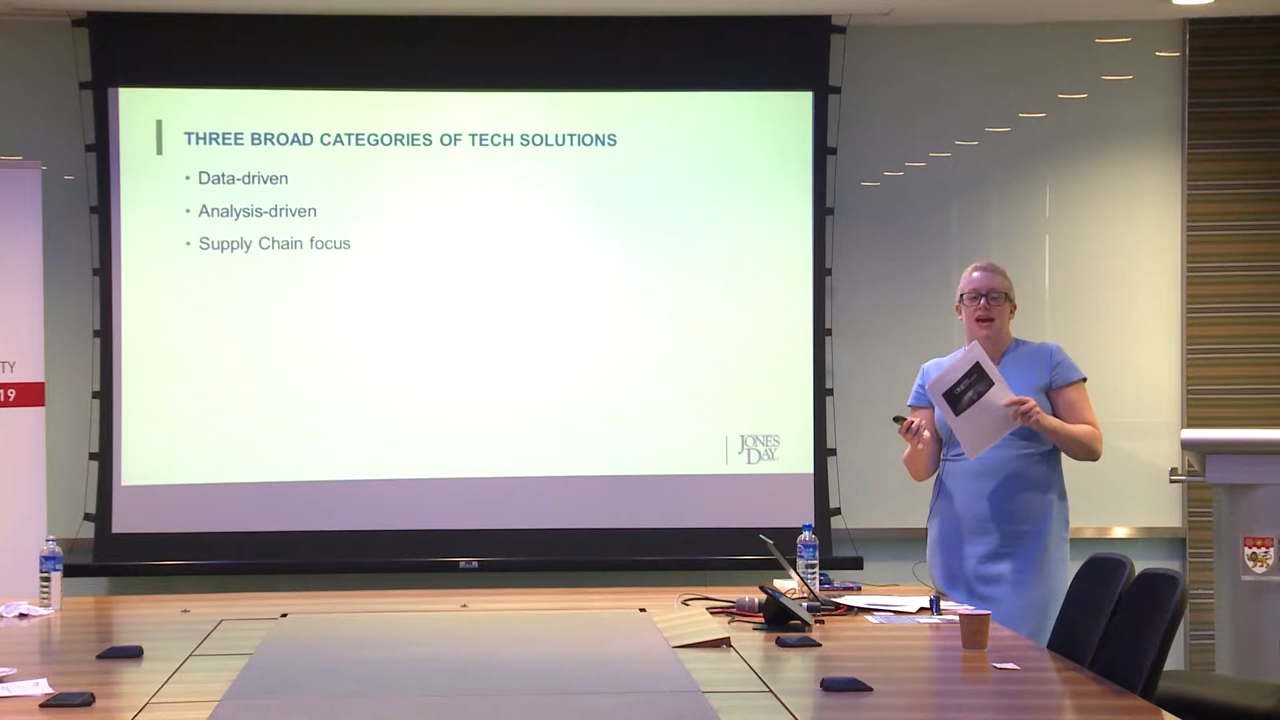 THREE BROAD CATEGORIES OF TECH SOLUTIONS
• Data-driven
• Analysis-driven
• Supply Chain focus
JONES
DAY
TY
19